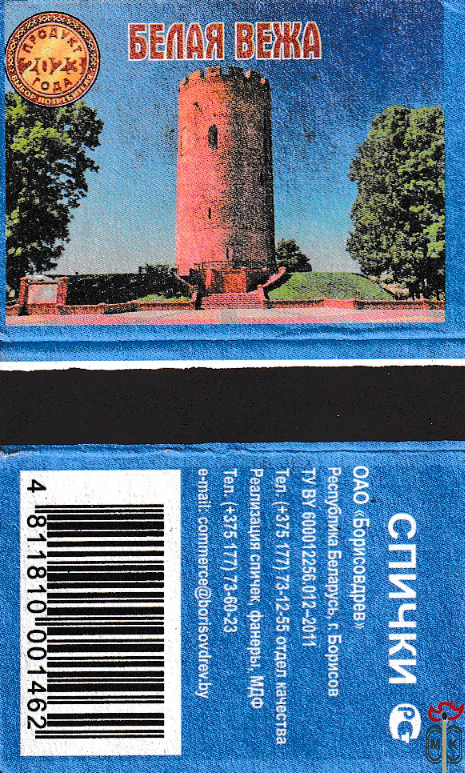 ПРОДУКТ
ГОДА
БЕЛАЯ ВЕЖА
СПИЧКИ
ОАО «Борисовдрев»
Республика Беларусь, г. Борисов
ТУ BY 600012256.012-2011
Тел. (+375 177) 73-12-55 отдел качества
Реализация спичек, фанеры, МДФ
Тел. (+375 177) 73-60-23
e-mail: commerce@borisovdrev.by
4 811810 001462
МК